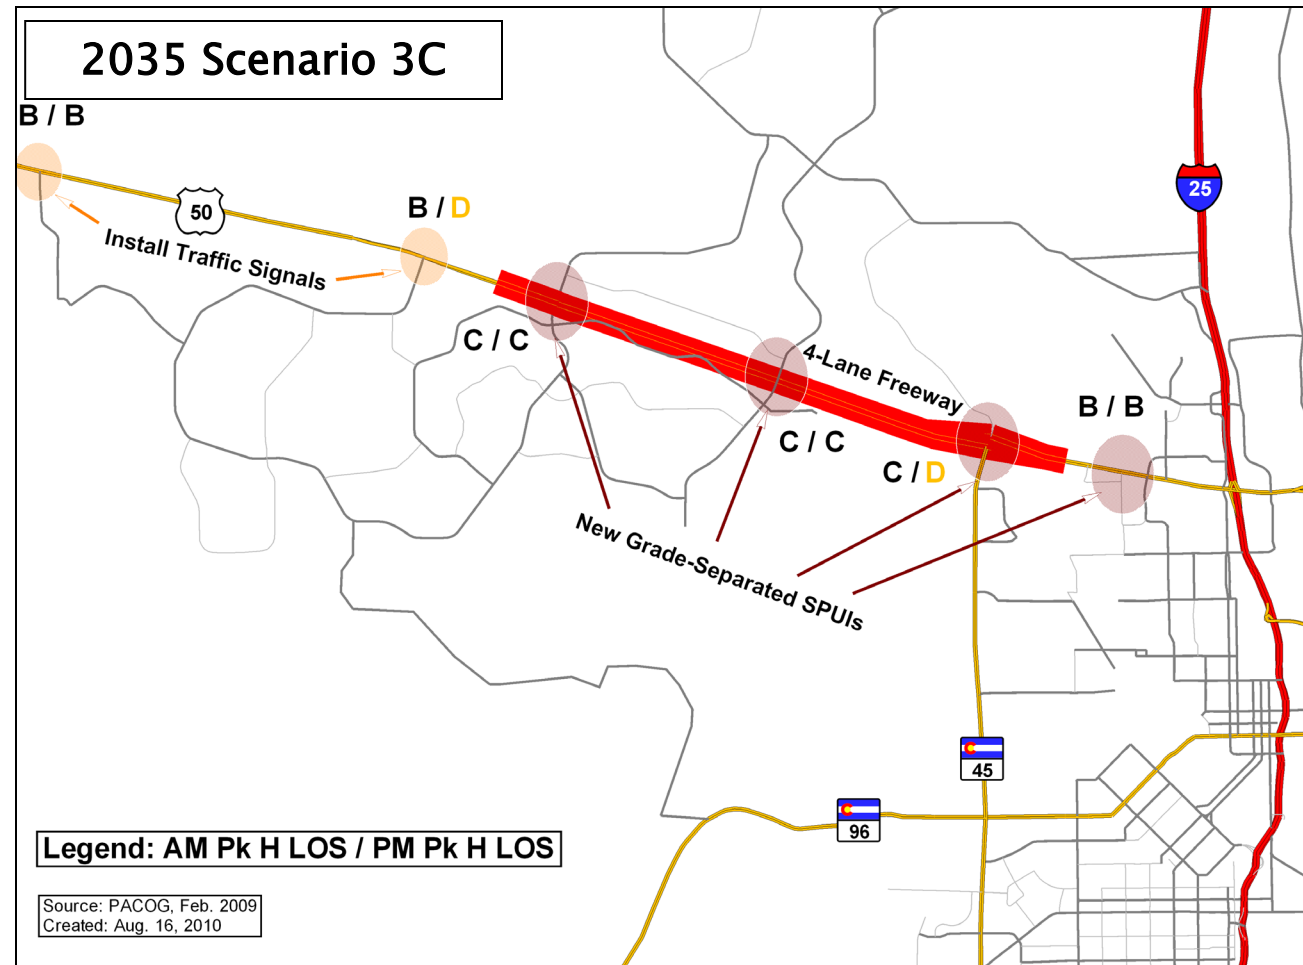 2035 Scenario 3C
B / B
25
50
B / D
Install Traffic Signals
C / C
4-Lane Freeway
B / B
C / C
C / D
New Grade-Separated SPUIs
45
96
Legend: AM Pk H LOS / PM Pk H LOS
Source: PACOG, Feb. 2009
Created: Aug. 16, 2010